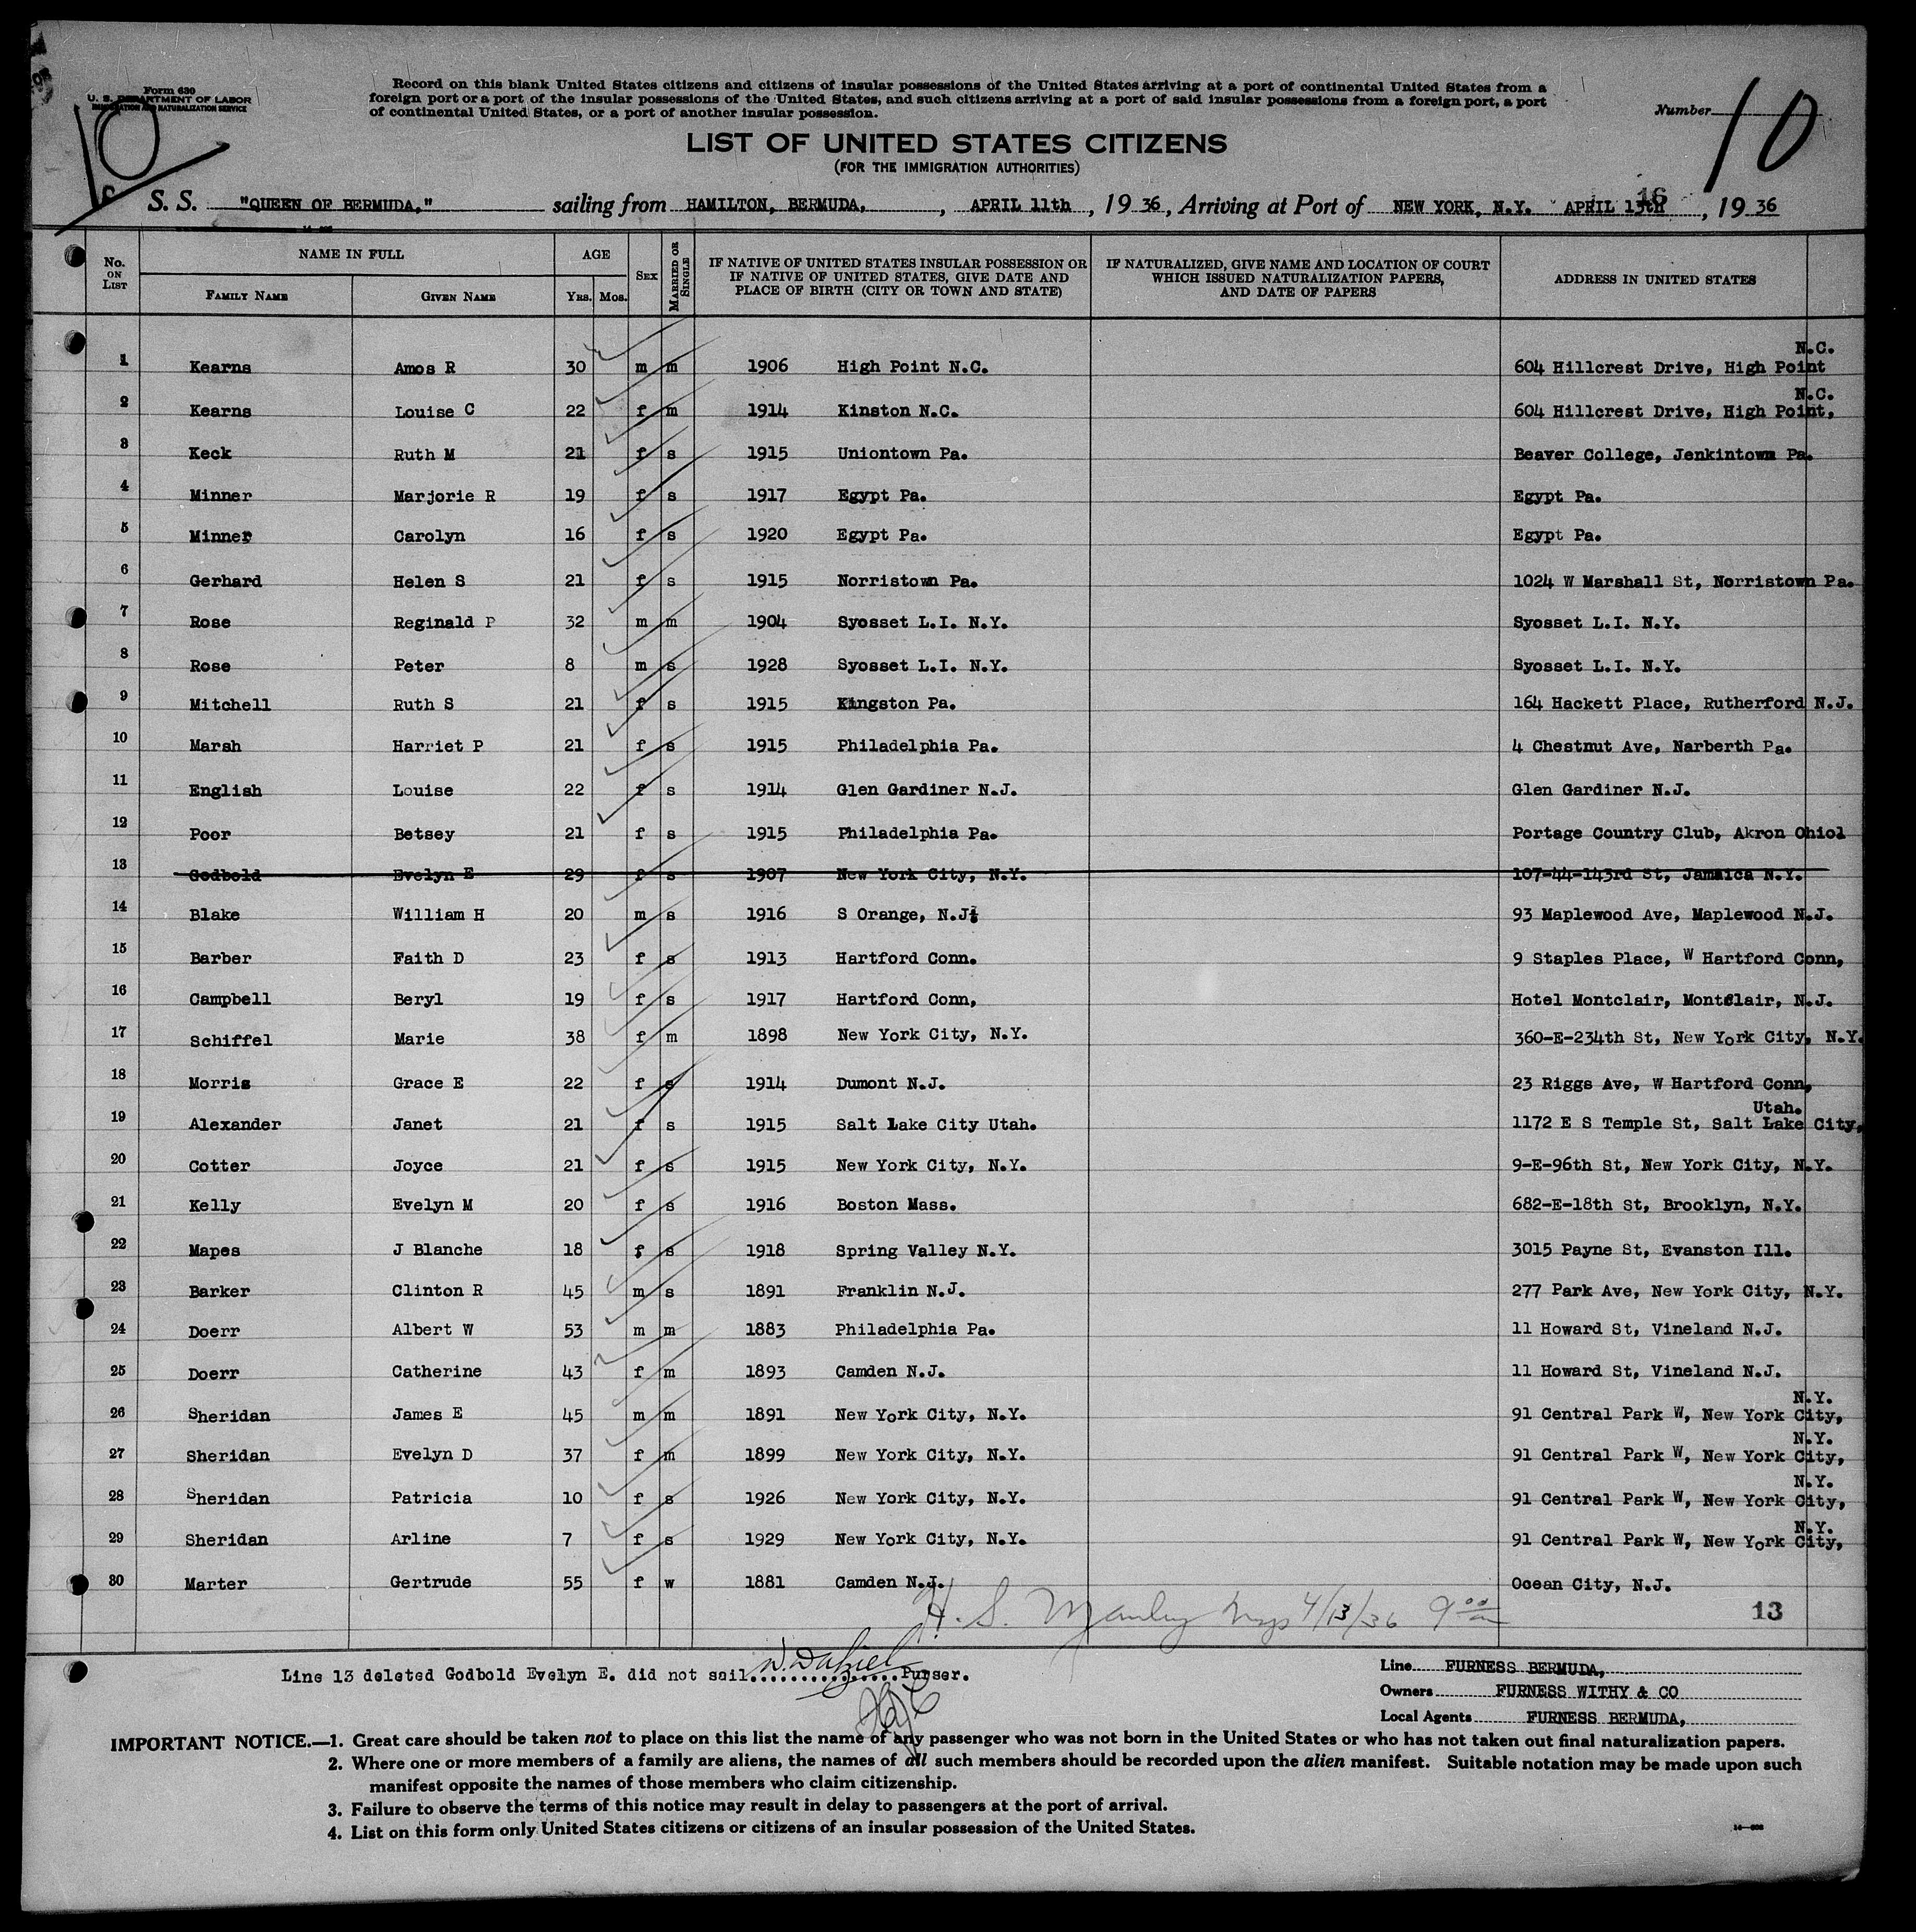 Form 630
U. S. DEPARTMENT OF LABOR
IMMIGRATION AND NATURALIZATION SERVICE
Record on this blank United States citizens and citizens of insular possessions of the United States arriving at a port of continental United States from a
foreign port or a port of the insular possessions of the United States, and such citizens arriving at a port of said insular possessions from a foreign port, a port
of continental United States, or a port of another insular possession.
Number 10
10
LIST OF UNITED STATES CITIZENS
(FOR THE IMMIGRATION AUTHORITIES)
16
S. S. "QUEEN OF BERMUDA," sailing from HAMILTON, BERMUDA, , APRIL 11th , 19 36 , Arriving at Port of NEW YORK, N.Y. APRIL 13th , 19 36
No. ON LIST NAME IN FULL FAMILY NAME GIVEN NAME AGE YRS. MOS. SEX MARRIED OR SINGLE IF NATIVE OF UNITED STATES INSULAR POSSESSION OR IF NATIVE OF UNITED STATES, GIVE DATE AND PLACE OF BIRTH (CITY OR TOWN AND STATE) IF NATURALIZED, GIVE NAME AND LOCATION OF COURT WHICH ISSUED NATURALIZATION PAPERS, AND DATE OF PAPERS ADDRESS IN UNITED STATES
1 Kearns Amos R 30 m m 1906 High Point N.C. 604 Hillcrest Drive, High Point N.C.
2 Kearns Louise C 22 f m 1914 Kinston N.C. 604 Hillcrest Drive, High Point, N.C.
3 Keck Ruth M 21 f s 1915 Uniontown Pa. Beaver College, Jenkintown Pa.
4 Minner Marjorie R 19 f s 1917 Egypt Pa. Egypt Pa.
5 Minner Carolyn 16 f s 1920 Egypt Pa. Egypt Pa.
6 Gerhard Helen S 21 f s 1915 Norristown Pa. 1024 W Marshall St, Norristown Pa.
7 Rose Reginald P 32 m m 1904 Syosset L.I. N.Y. Syosset L.I. N.Y.
8 Rose Peter 8 m s 1928 Syosset L.I. N.Y. Syosset L.I. N.Y.
9 Mitchell Ruth S 21 f s 1915 Kingston Pa. 164 Hackett Place, Rutherford N.J.
10 Marsh Harriet P 21 f s 1915 Philadelphia Pa. 4 Chestnut Ave, Narberth Pa.
11 English Louise 22 f s 1914 Glen Gardiner N.J. Glen Gardiner N.J.
12 Poor Betsey 21 f s 1915 Philadelphia Pa. Portage Country Club, Akron Ohiol
13 Godbold Evelyn E 29 f s 1907 New York City, N.Y. 107-44-143rd St, Jamaica N.Y.
14 Blake William H 20 m s 1916 S Orange, N.J. 93 Maplewood Ave, Maplewood N.J.
15 Barber Faith D 23 f s 1913 Hartford Conn. 9 Staples Place, W Hartford Conn,
16 Campbell Beryl 19 f s 1917 Hartford Conn, Hotel Montclair, Montclair, N.J.
17 Schiffel Marie 38 f m 1898 New York City, N.Y. 360-E-234th St, New York City, N.Y.
18 Morris Grace E 22 f s 1914 Dumont N.J. 23 Riggs Ave, W Hartford Conn,
19 Alexander Janet 21 f s 1915 Salt Lake City Utah. 1172 E S Temple St, Salt Lake City, Utah.
20 Cotter Joyce 21 f s 1915 New York City, N.Y. 9-E-96th St, New York City, N.Y.
21 Kelly Evelyn M 20 f s 1916 Boston Mass. 682-E-18th St, Brooklyn, N.Y.
22 Mapes J Blanche 18 f s 1918 Spring Valley N.Y. 3015 Payne St, Evanston Ill.
23 Barker Clinton R 45 m s 1891 Franklin N.J. 277 Park Ave, New York City, N.Y.
24 Doerr Albert W 53 m m 1883 Philadelphia Pa. 11 Howard St, Vineland N.J.
25 Doerr Catherine 43 f m 1893 Camden N.J. 11 Howard St, Vineland N.J.
26 Sheridan James E 45 m m 1891 New York City, N.Y. 91 Central Park W, New York City, N.Y.
27 Sheridan Evelyn D 37 f m 1899 New York City, N.Y. 91 Central Park W, New York City, N.Y.
28 Sheridan Patricia 10 f s 1926 New York City, N.Y. 91 Central Park W, New York City, N.Y.
29 Sheridan Arline 7 f s 1929 New York City, N.Y. 91 Central Park W, New York City, N.Y.
30 Marter Gertrude 55 f w 1881 Camden N.J. Ocean City, N.J.
H. S. Manley 4/13/36 9 00 13
Line 13 deleted Godbold Evelyn E. did not sail................Purser.
Line FURNESS BERMUDA,
Owners FURNESS WITHY & CO
Local Agents FURNESS BERMUDA,
IMPORTANT NOTICE.—1. Great care should be taken not to place on this list the name of any passenger who was not born in the United States or who has not taken out final naturalization papers.
2. Where one or more members of a family are aliens, the names of all such members should be recorded upon the alien manifest. Suitable notation may be made upon such
manifest opposite the names of those members who claim citizenship.
3. Failure to observe the terms of this notice may result in delay to passengers at the port of arrival.
4. List on this form only United States citizens or citizens of an insular possession of the United States.